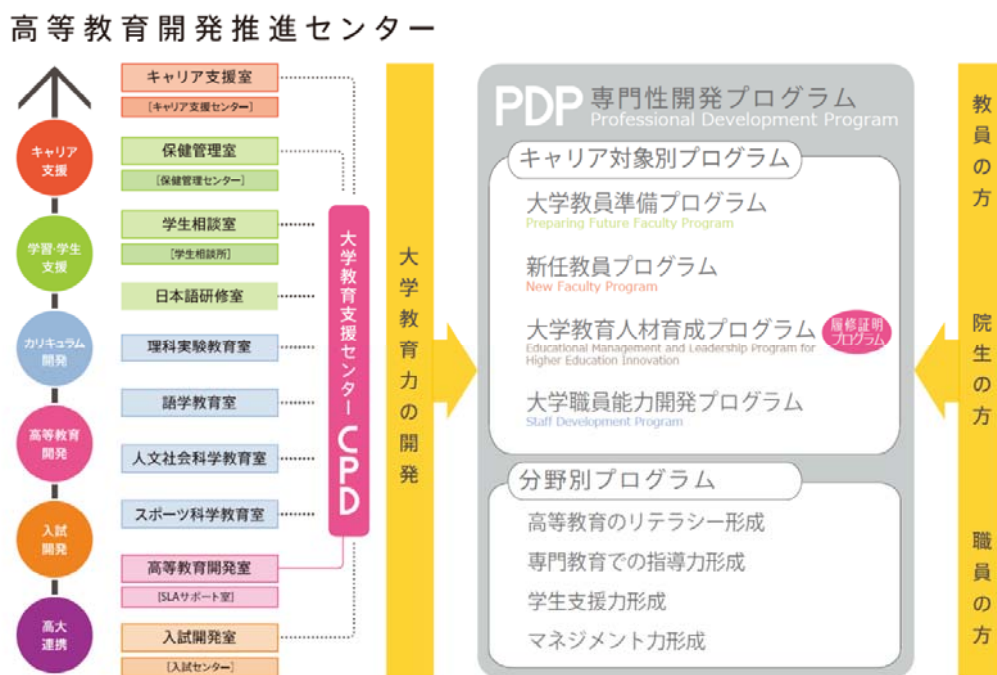 高等教育開発推進センター
キャリア
支援
学習・学生
支援
カリキュラム
開発
高等教育
開発
入試
開発
高大
連携
キャリア支援室
[キャリア支援センター]
保健管理室
[保健管理センター]
学生相談室
[学生相談所]
日本語研修室
理科実験教育室
語学教育室
人文社会科学教育室
スポーツ科学教育室
高等教育開発室
[SLAサポート室]
入試開発室
[入試センター]
大学教育支援センター CPD
大学教育力の開発
PDP 専門性開発プログラム
Professional Development Program
キャリア対象別プログラム
大学教員準備プログラム
Preparing Future Faculty Program
新任教員プログラム
New Faculty Program
大学教育人材育成プログラム
Educational Management and Leadership Program for
Higher Education Innovation
履修証明
プログラム
大学職員能力開発プログラム
Staff Development Program
分野別プログラム
高等教育のリテラシー形成
専門教育での指導力形成
学生支援力形成
マネジメント力形成
教員の方
院生の方
職員の方